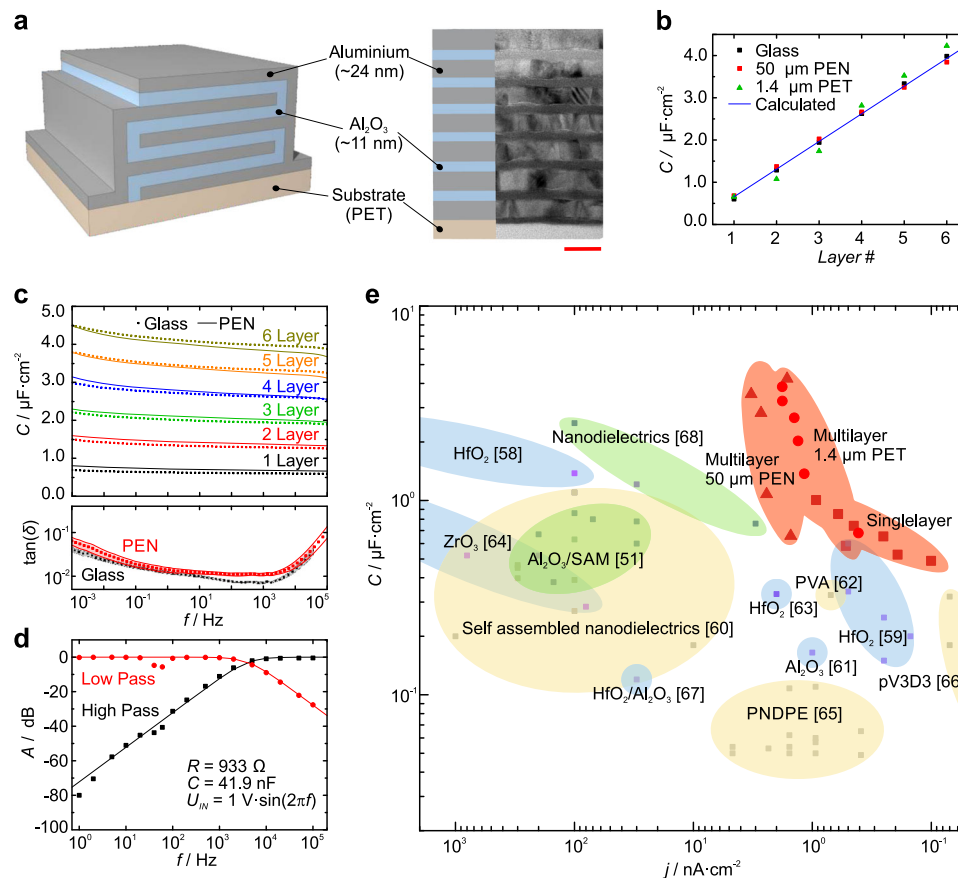 a
Aluminium
(~24 nm)
Al₂O₃
(~11 nm)
Substrate
(PET)
b
C / µF·cm⁻²
4.0
3.0
2.0
1.0
0.0
Glass
50 µm PEN
1.4 µm PET
Calculated
1 2 3 4 5 6
Layer #
c
C / µF·cm⁻²
5.0
4.0
3.0
2.0
1.0
0.0
Glass PEN
6 Layer
5 Layer
4 Layer
3 Layer
2 Layer
1 Layer
tan(δ)
10⁻¹
10⁻²
PEN
Glass
10⁻³ 10⁻¹ 10¹ 10³ 10⁵
f / Hz
d
A / dB
0
-20
-40
-60
-80
-100
Low Pass
High Pass
R = 933 Ω
C = 41.9 nF
U_IN = 1 V·sin(2πf)
10⁰ 10¹ 10² 10³ 10⁴ 10⁵
f / Hz
e
C / µF·cm⁻²
10¹
10⁰
10⁻¹
HfO₂ [58]
Nanodielectrics [68]
Multilayer
50 µm PEN
Multilayer
1.4 µm PET
Singlelayer
ZrO₃ [64]
Al₂O₃/SAM [51]
PVA [62]
HfO₂
[63]
Self assembled nanodielectrics [60]
HfO₂ [59]
Al₂O₃
[61]
pV3D3 [66]
HfO₂/Al₂O₃ [67]
PNDPE [65]
10³ 10² 10¹ 10⁰ 10⁻¹
j / nA·cm⁻²